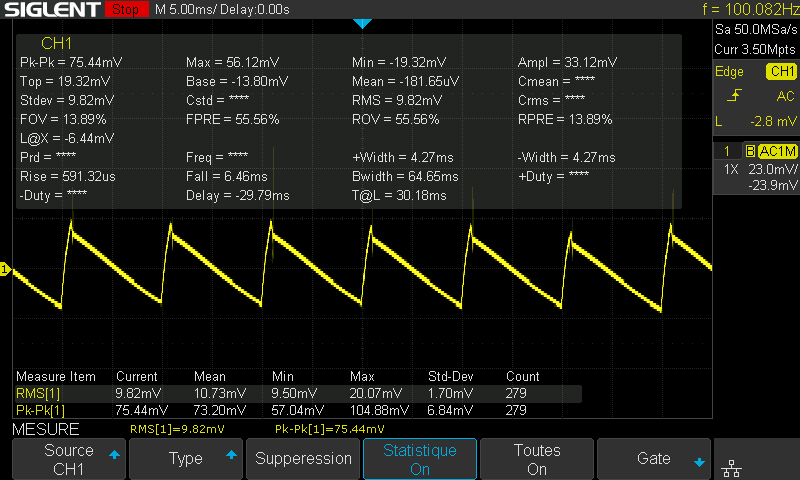 SIGLENT Stop M 5.00ms/ Delay:0.00s f = 100.082Hz
Sa 50.0MSa/s
Curr 3.50Mpts
CH1
Pk-Pk = 75.44mV Max = 56.12mV Min = -19.32mV Ampl = 33.12mV
Top = 19.32mV Base = -13.80mV Mean = -181.65uV Cmean = ****
Stdev = 9.82mV Cstd = **** RMS = 9.82mV Crms = ****
FOV = 13.89% FPRE = 55.56% ROV = 55.56% RPRE = 13.89%
L@X = -6.44mV
Prd = **** Freq = **** +Width = 4.27ms -Width = 4.27ms
Rise = 591.32us Fall = 6.46ms Bwidth = 64.65ms +Duty = ****
-Duty = **** Delay = -29.79ms T@L = 30.18ms
Edge CH1
AC
L -2.8 mV
1 B AC1M
1X 23.0mV/
-23.9mV
1
Measure Item Current Mean Min Max Std-Dev Count
RMS[1] 9.82mV 10.73mV 9.50mV 20.07mV 1.70mV 279
Pk-Pk[1] 75.44mV 73.20mV 57.04mV 104.88mV 6.84mV 279
MESURE RMS[1]=9.82mV Pk-Pk[1]=75.44mV
Source
CH1
Type
Supperession
Statistique
On
Toutes
On
Gate